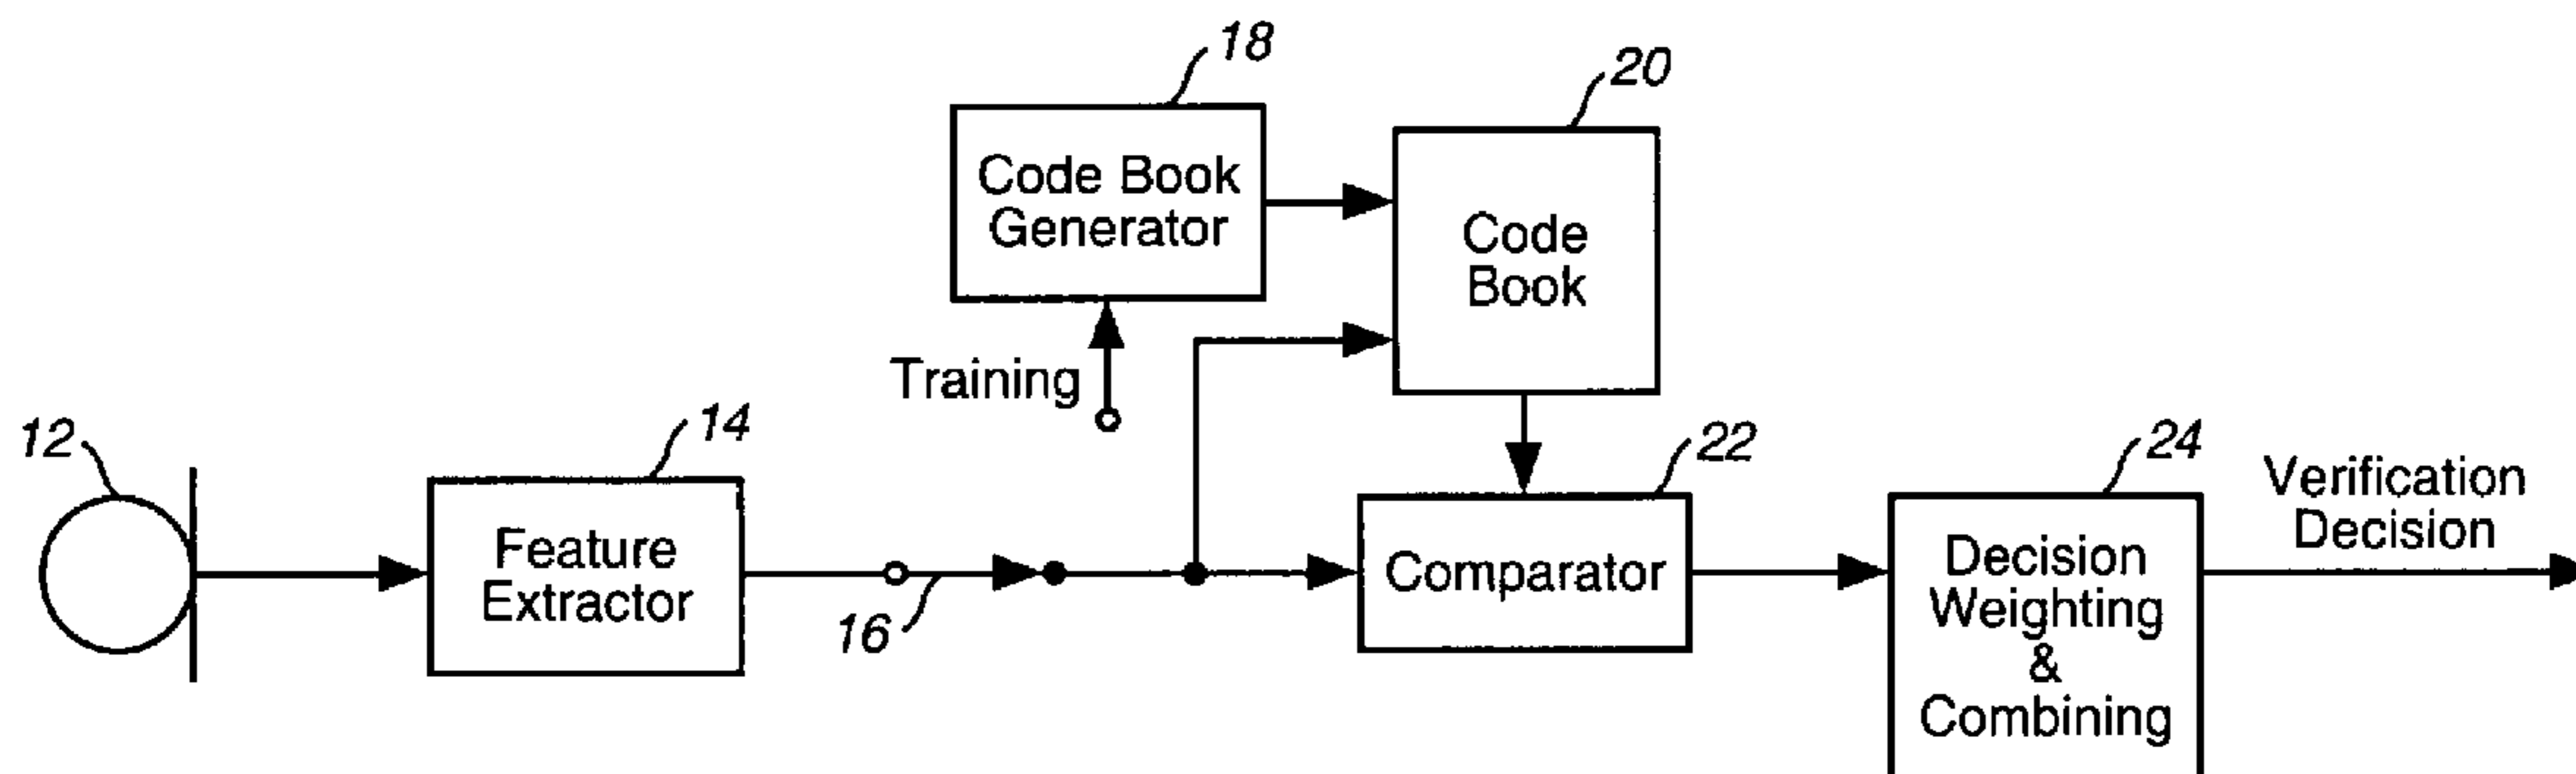 18
20
Code Book
Generator
Code
Book
Training
12
14
22
24
Verification
Decision
Feature
Extractor
16
Comparator
Decision
Weighting
&
Combining